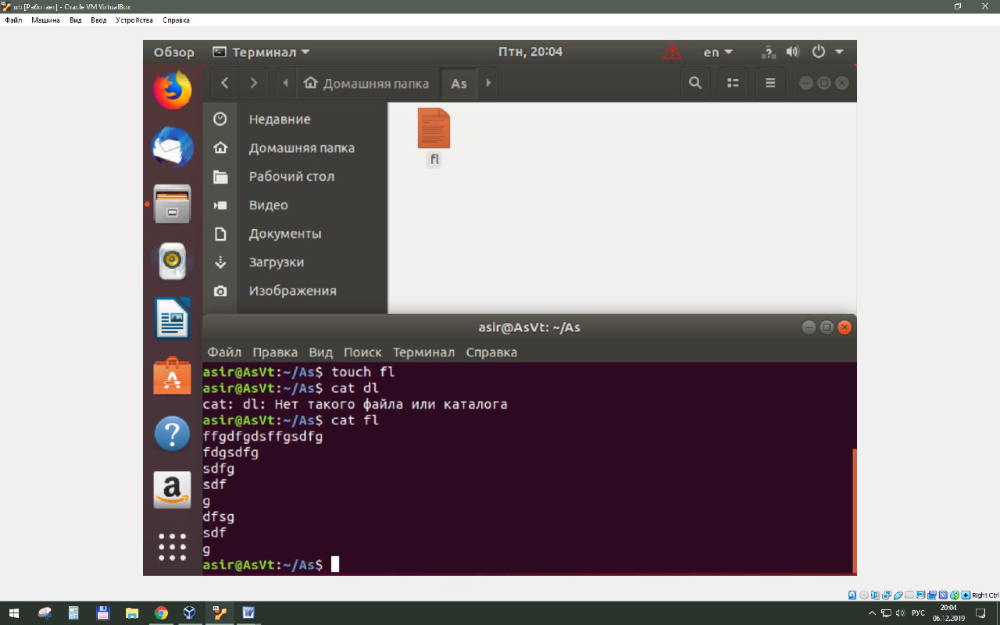 ub [Работает] - Oracle VM VirtualBox
Файл Машина Вид Ввод Устройства Справка
Обзор Терминал Птн, 20:04 en
Домашняя папка As
Недавние
Домашняя папка
Рабочий стол
Видео
Документы
Загрузки
Изображения
fl
asir@AsVt: ~/As
Файл Правка Вид Поиск Терминал Справка
asir@AsVt:~/As$ touch fl
asir@AsVt:~/As$ cat dl
cat: dl: Нет такого файла или каталога
asir@AsVt:~/As$ cat fl
ffgdfgdsffgsdfg
fdgsdfg
sdfg
sdf
g
dfsg
sdf
g
asir@AsVt:~/As$
Right Ctrl
РУС 20:04
06.12.2019